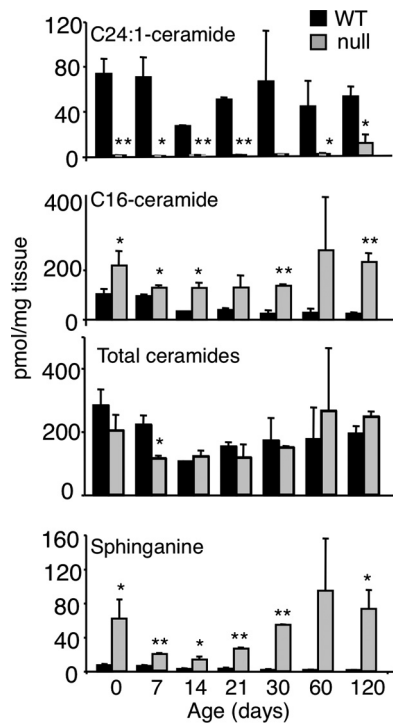 WT
null
C24:1-ceramide
120
80
40
0
** * ** ** * *
C16-ceramide
400
200
0
* * * ** **
Total ceramides
400
200
0
*
Sphinganine
160
120
80
40
0
* ** * ** ** *
0 7 14 21 30 60 120
Age (days)
pmol/mg tissue